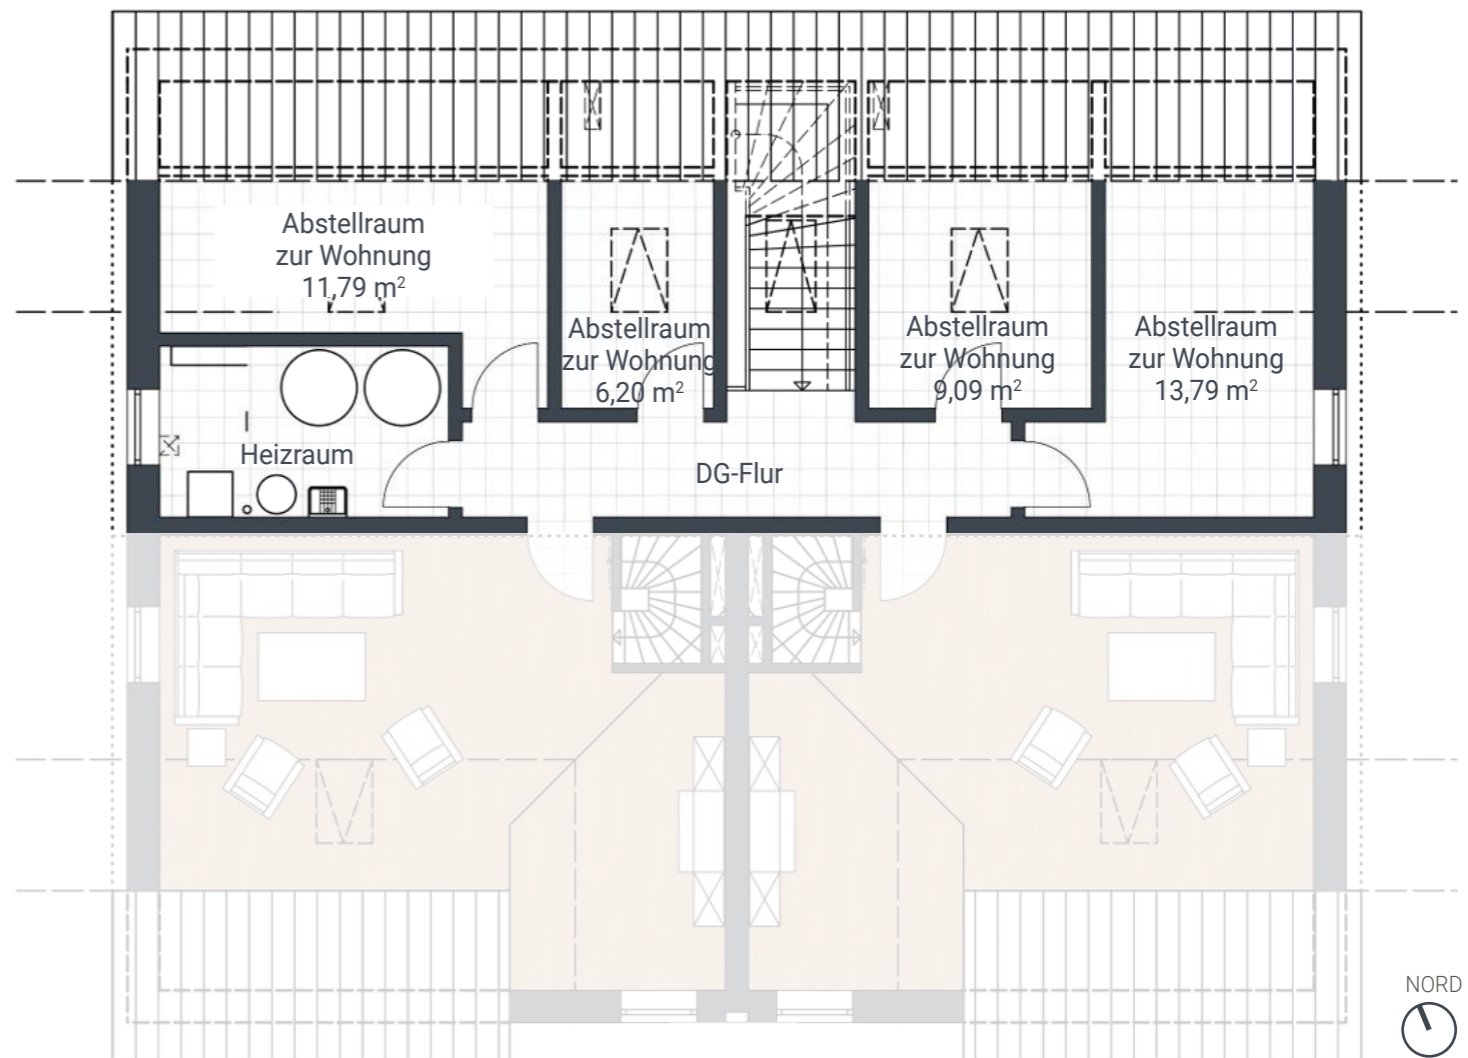 Abstellraum
zur Wohnung
11,79 m²
Abstellraum
zur Wohnung
6,20 m²
Abstellraum
zur Wohnung
9,09 m²
Abstellraum
zur Wohnung
13,79 m²
Heizraum
DG-Flur
NORD